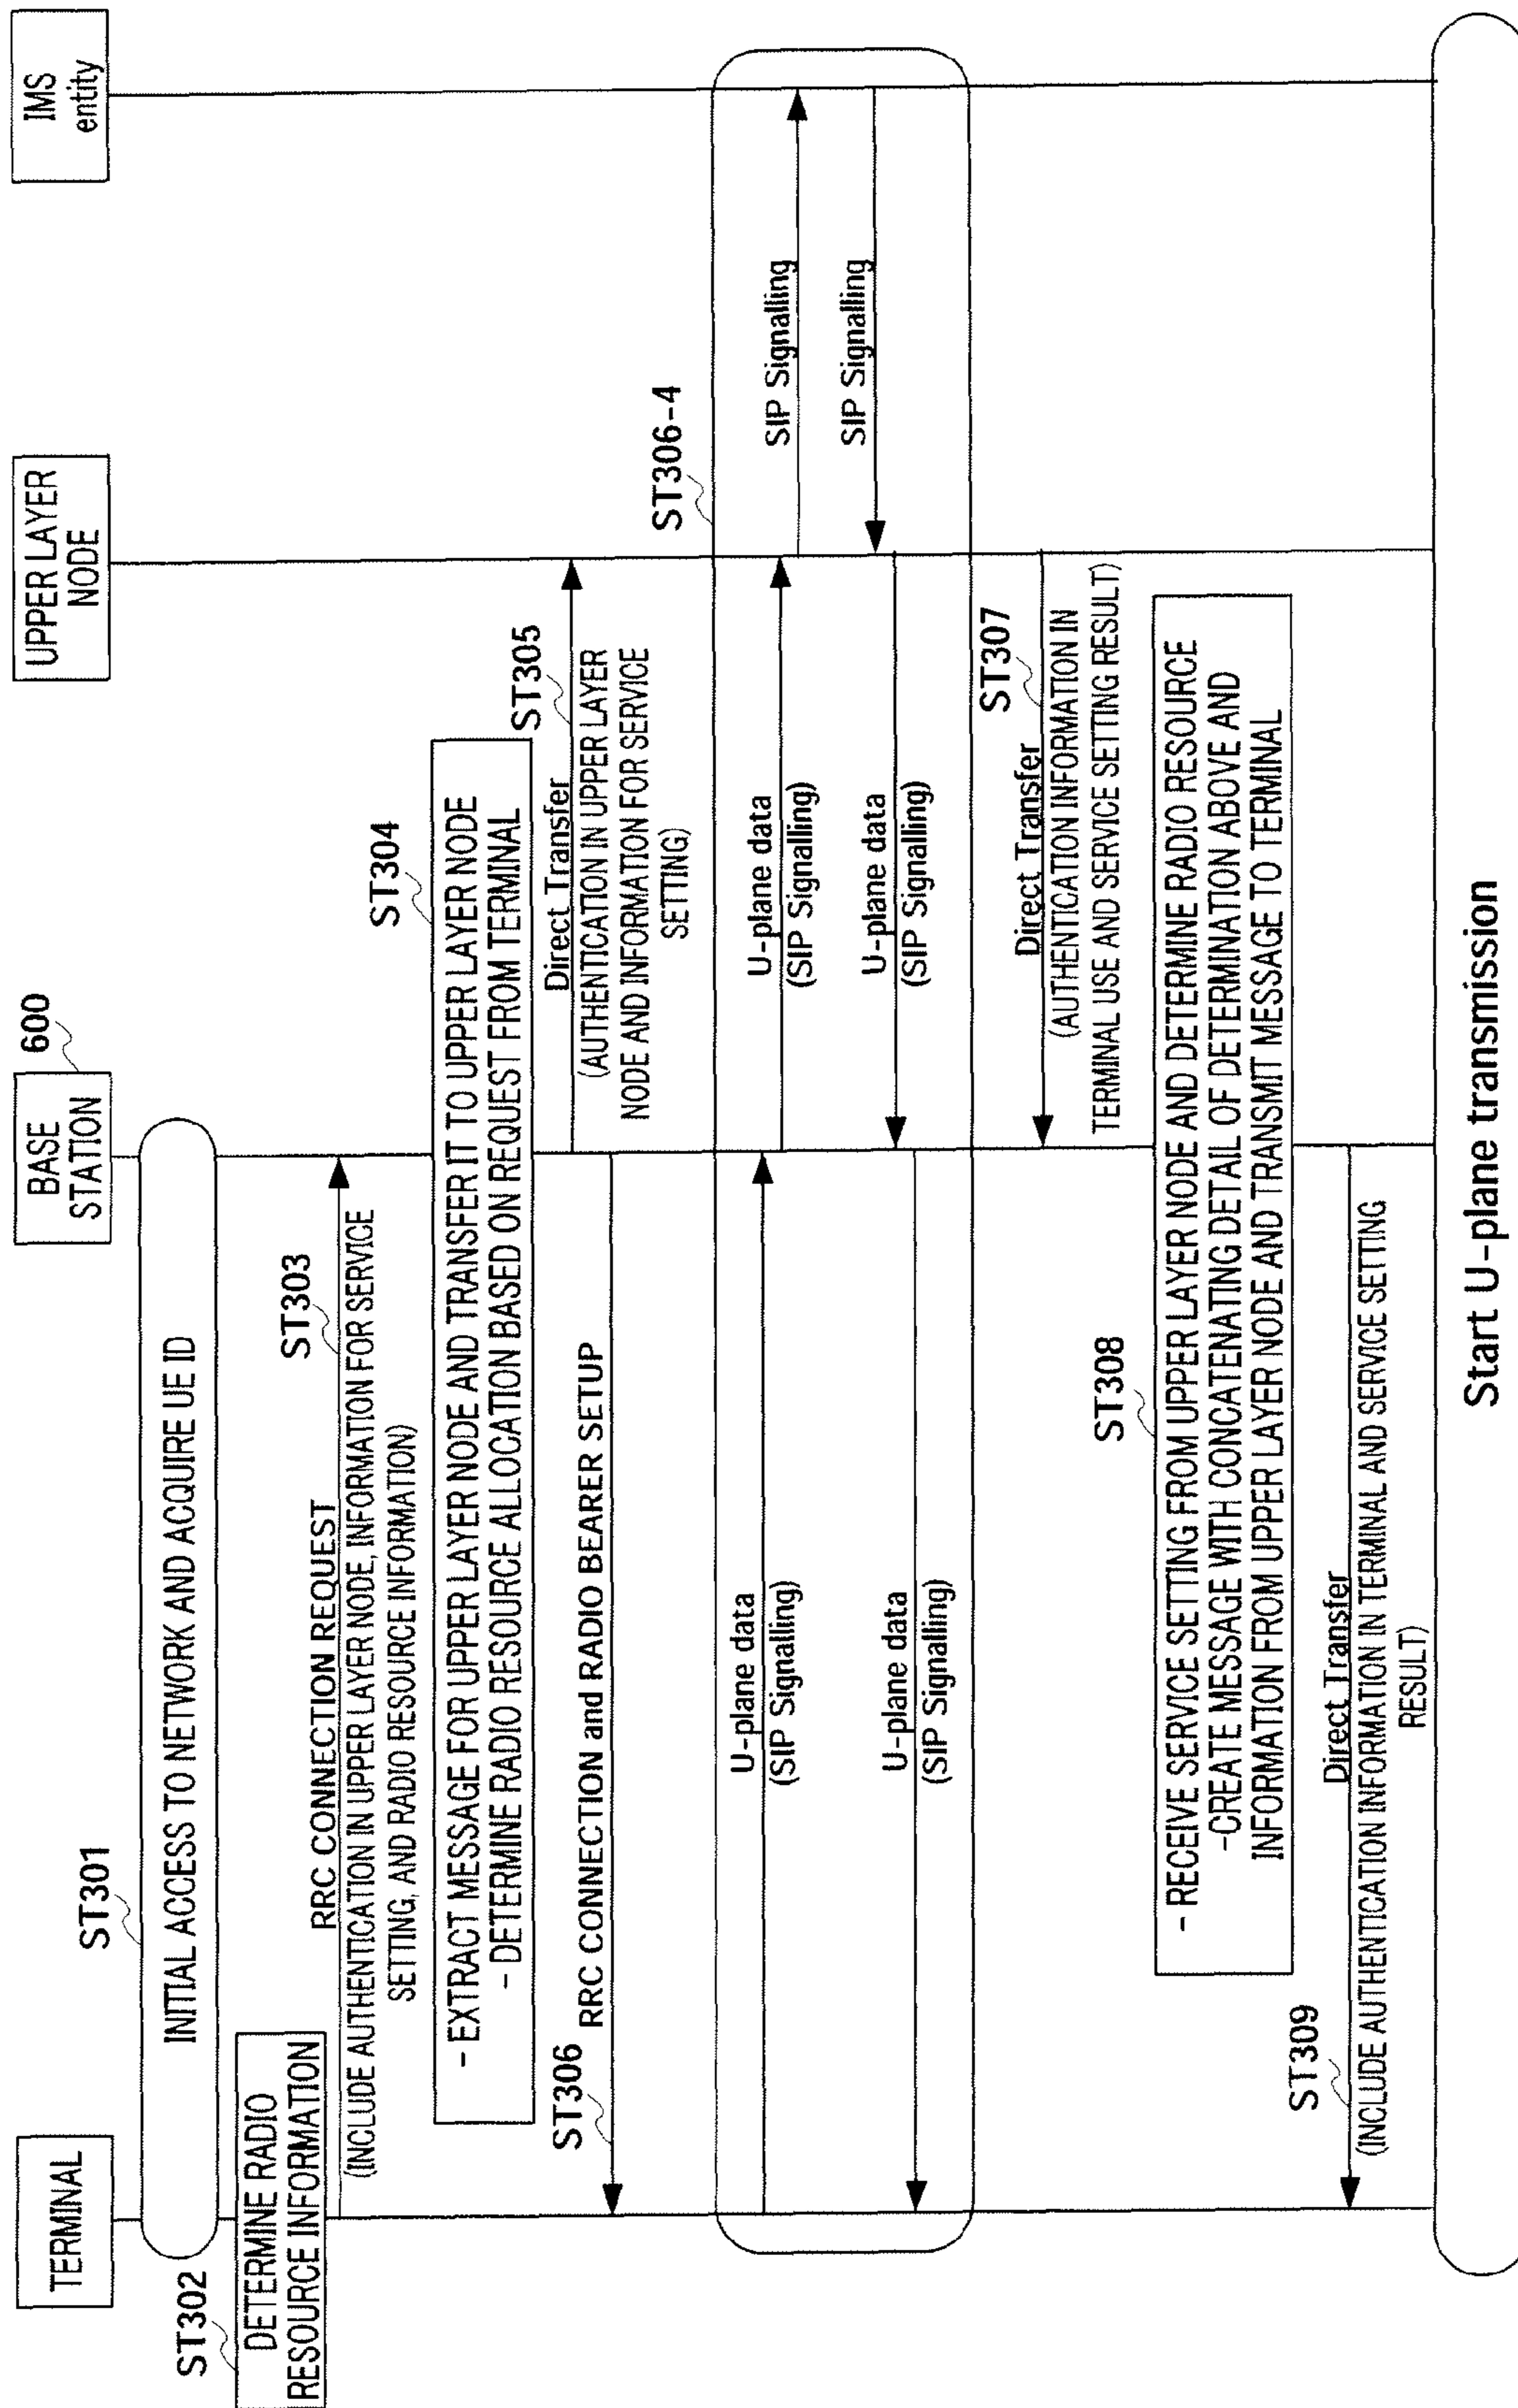 TERMINAL
BASE
STATION
600
UPPER LAYER
NODE
IMS
entity
ST301
INITIAL ACCESS TO NETWORK AND ACQUIRE UE ID
ST302
DETERMINE RADIO
RESOURCE INFORMATION
ST303
RRC CONNECTION REQUEST
(INCLUDE AUTHENTICATION IN UPPER LAYER NODE, INFORMATION FOR SERVICE
SETTING, AND RADIO RESOURCE INFORMATION)
ST304
- EXTRACT MESSAGE FOR UPPER LAYER NODE AND TRANSFER IT TO UPPER LAYER NODE
- DETERMINE RADIO RESOURCE ALLOCATION BASED ON REQUEST FROM TERMINAL
ST305
Direct Transfer
(AUTHENTICATION IN UPPER LAYER
NODE AND INFORMATION FOR SERVICE
SETTING)
ST306
RRC CONNECTION and RADIO BEARER SETUP
ST306-4
U-plane data
(SIP Signalling)
U-plane data
(SIP Signalling)
SIP Signalling
SIP Signalling
U-plane data
(SIP Signalling)
U-plane data
(SIP Signalling)
ST307
Direct Transfer
(AUTHENTICATION INFORMATION IN
TERMINAL USE AND SERVICE SETTING RESULT)
ST308
- RECEIVE SERVICE SETTING FROM UPPER LAYER NODE AND DETERMINE RADIO RESOURCE
-CREATE MESSAGE WITH CONCATENATING DETAIL OF DETERMINATION ABOVE AND
INFORMATION FROM UPPER LAYER NODE AND TRANSMIT MESSAGE TO TERMINAL
ST309
Direct Transfer
(INCLUDE AUTHENTICATION INFORMATION IN TERMINAL AND SERVICE SETTING
RESULT)
Start U-plane transmission